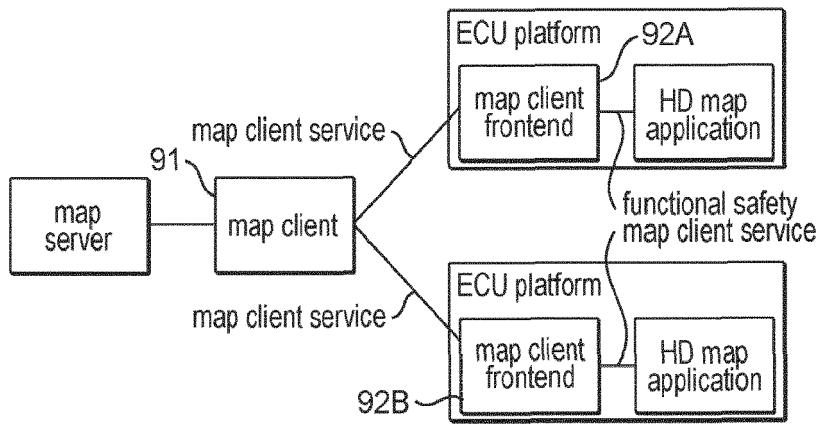 ECU platform
92A
map client
frontend
HD map
application
map client service
91
map
server
map client
functional safety
map client service
ECU platform
map client service
map client
frontend
HD map
application
92B